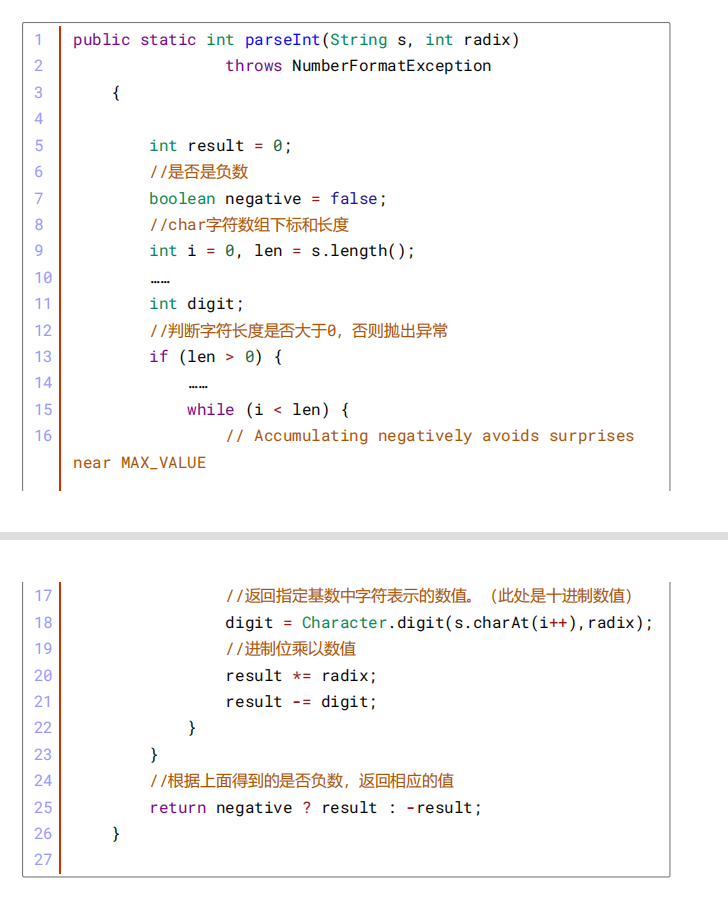 1 public static int parseInt(String s, int radix)
2 throws NumberFormatException
3 {
4
5 int result = 0;
6 //是否是负数
7 boolean negative = false;
8 //char字符数组下标和长度
9 int i = 0, len = s.length();
10 ……
11 int digit;
12 //判断字符长度是否大于0，否则抛出异常
13 if (len > 0) {
14 ……
15 while (i < len) {
16 // Accumulating negatively avoids surprises
near MAX_VALUE
17 //返回指定基数中字符表示的数值。（此处是十进制数值）
18 digit = Character.digit(s.charAt(i++),radix);
19 //进制位乘以数值
20 result *= radix;
21 result -= digit;
22 }
23 }
24 //根据上面得到的是否负数，返回相应的值
25 return negative ? result : -result;
26 }
27